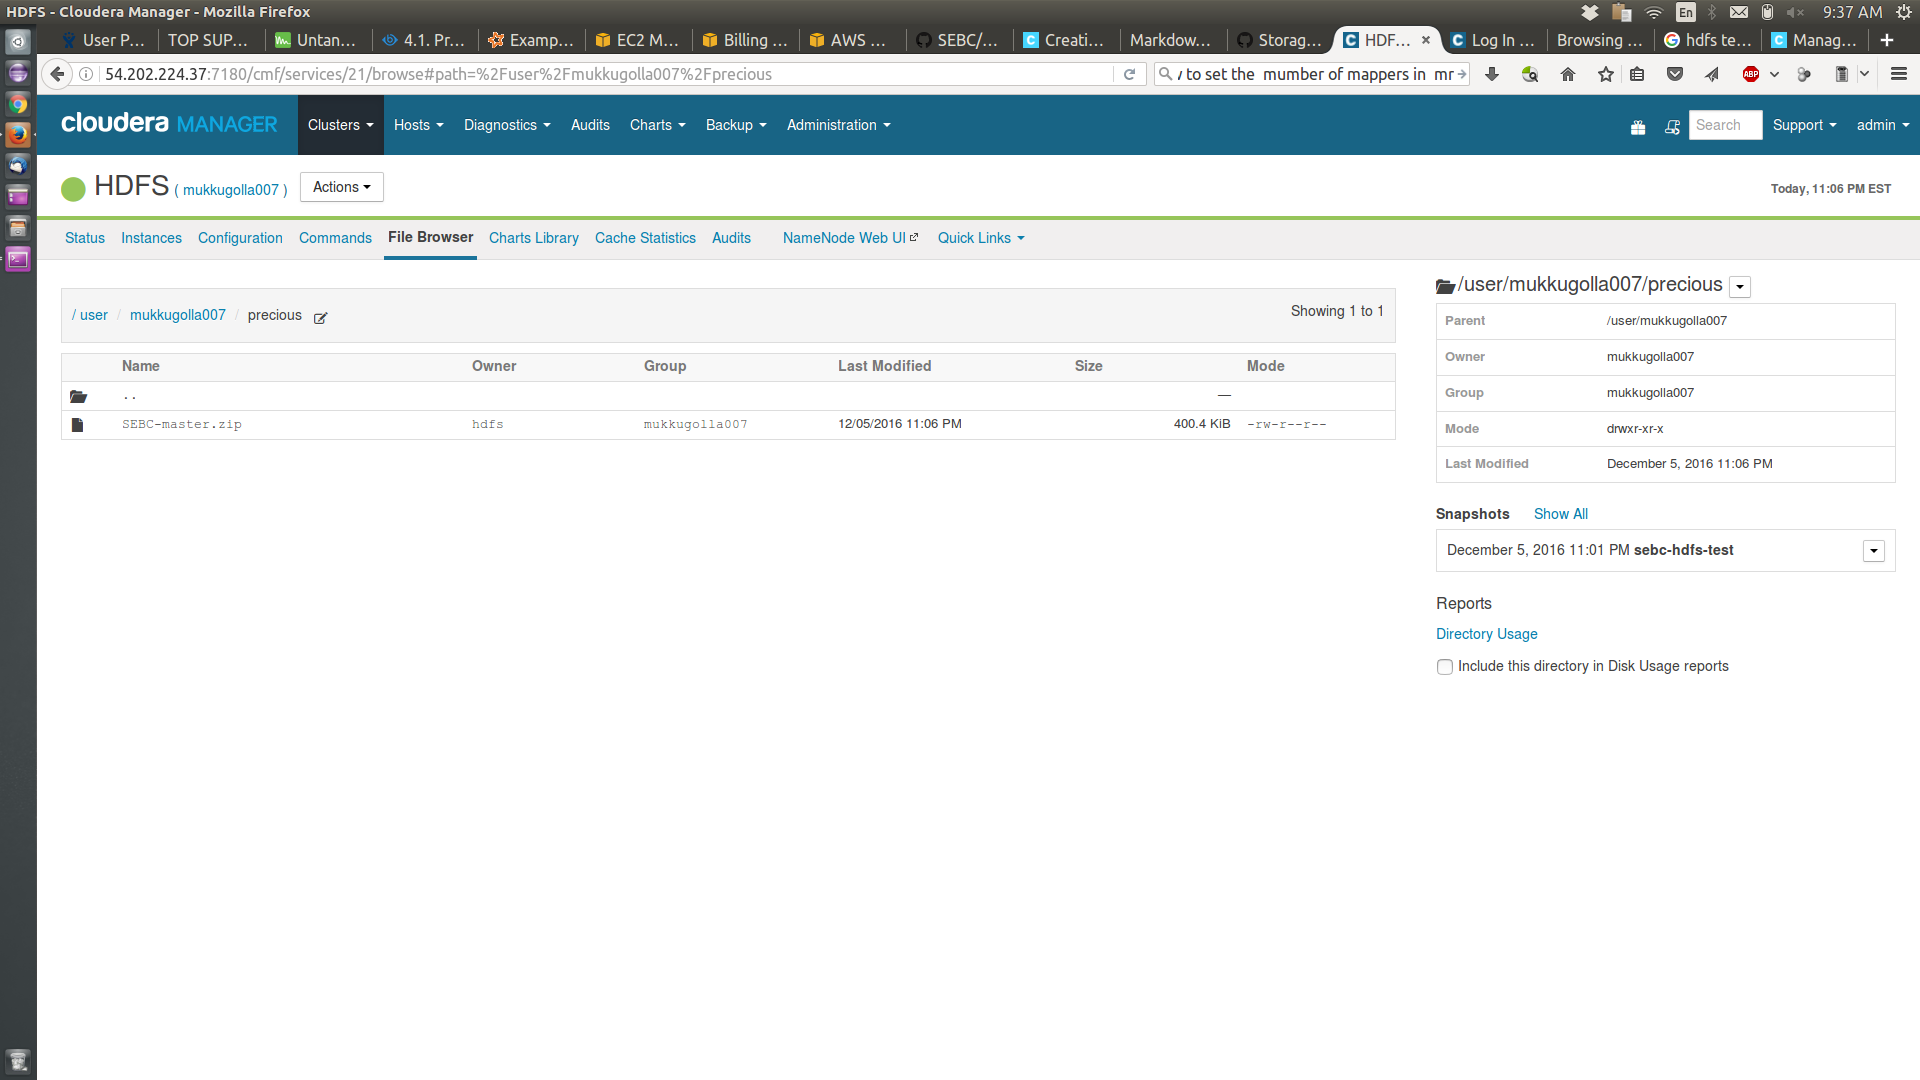 HDFS - Cloudera Manager - Mozilla Firefox
En
9:37 AM
User P...
TOP SUP...
Untan...
4.1. Pr...
Examp...
EC2 M...
Billing ...
AWS ...
SEBC/...
Creati...
Markdow...
Storag...
HDF...
Log In ...
Browsing ...
hdfs te...
Manag...
54.202.224.37:7180/cmf/services/21/browse#path=%2Fuser%2Fmukkugolla007%2Fprecious
to set the mumber of mappers in mr
ABP
cloudera MANAGER
Clusters
Hosts
Diagnostics
Audits
Charts
Backup
Administration
Search
Support
admin
HDFS ( mukkugolla007 )
Actions
Today, 11:06 PM EST
Status
Instances
Configuration
Commands
File Browser
Charts Library
Cache Statistics
Audits
NameNode Web UI
Quick Links
/ user / mukkugolla007 / precious
Showing 1 to 1
Name Owner Group Last Modified Size Mode
.. —
SEBC-master.zip hdfs mukkugolla007 12/05/2016 11:06 PM 400.4 KiB -rw-r--r--
/user/mukkugolla007/precious
Parent /user/mukkugolla007
Owner mukkugolla007
Group mukkugolla007
Mode drwxr-xr-x
Last Modified December 5, 2016 11:06 PM
Snapshots Show All
December 5, 2016 11:01 PM sebc-hdfs-test
Reports
Directory Usage
Include this directory in Disk Usage reports